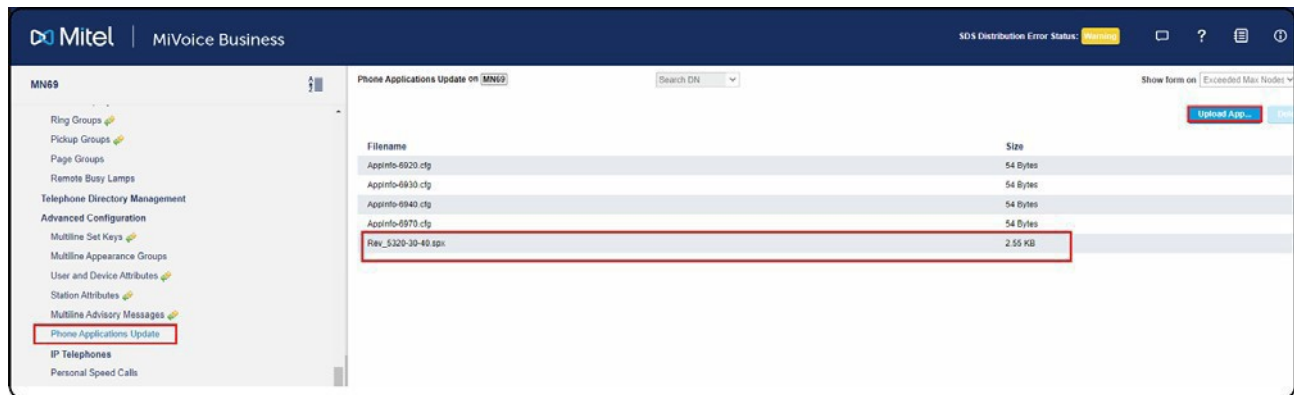 Mitel | MiVoice Business
SDS Distribution Error Status: Warning
MN69
Phone Applications Update on MN69
Search DN
Show form on Exceeded Max Nodes
Ring Groups
Pickup Groups
Page Groups
Remote Busy Lamps
Telephone Directory Management
Advanced Configuration
Multiline Set Keys
Multiline Appearance Groups
User and Device Attributes
Station Attributes
Multiline Advisory Messages
Phone Applications Update
IP Telephones
Personal Speed Calls
Upload App...
Filename Size
AppInfo-6920.cfg 54 Bytes
AppInfo-6930.cfg 54 Bytes
AppInfo-6940.cfg 54 Bytes
AppInfo-6970.cfg 54 Bytes
Rev_5320-30-40.spx 2.55 KB